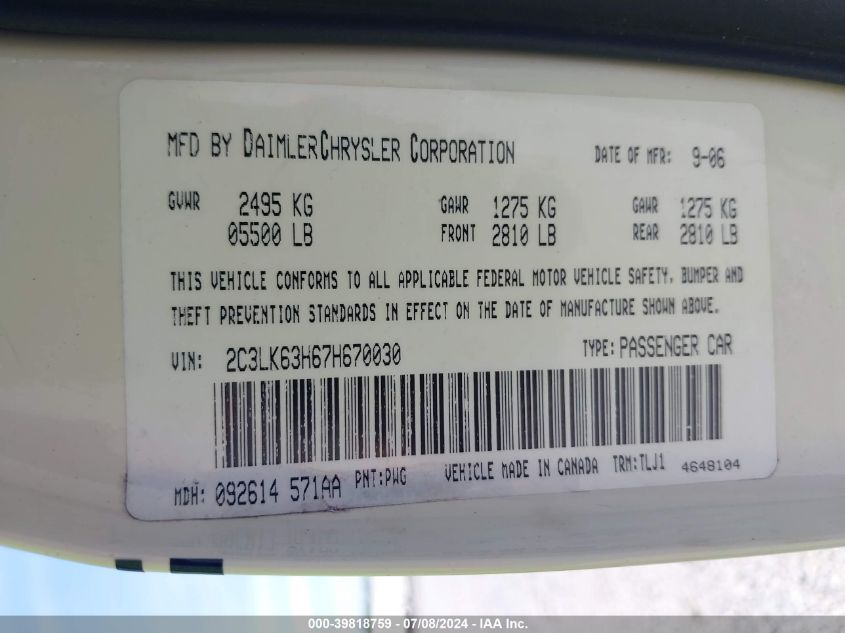 MFD BY DAIMLERCHRYSLER CORPORATION DATE OF MFR: 9-06
GVWR 2495 KG GAWR 1275 KG GAWR 1275 KG
05500 LB FRONT 2810 LB REAR 2810 LB
THIS VEHICLE CONFORMS TO ALL APPLICABLE FEDERAL MOTOR VEHICLE SAFETY, BUMPER AND
THEFT PREVENTION STANDARDS IN EFFECT ON THE DATE OF MANUFACTURE SHOWN ABOVE.
VIN: 2C3LK63H67H670030 TYPE: PASSENGER CAR
MDH: 092614 571AA PNT:PWG VEHICLE MADE IN CANADA TRM:TLJ1 4648104
000-39818759 - 07/08/2024 - IAA Inc.